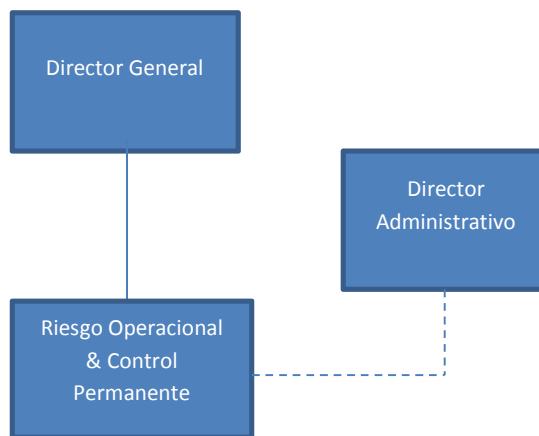 Director General
Director
Administrativo
Riesgo Operacional
& Control
Permanente